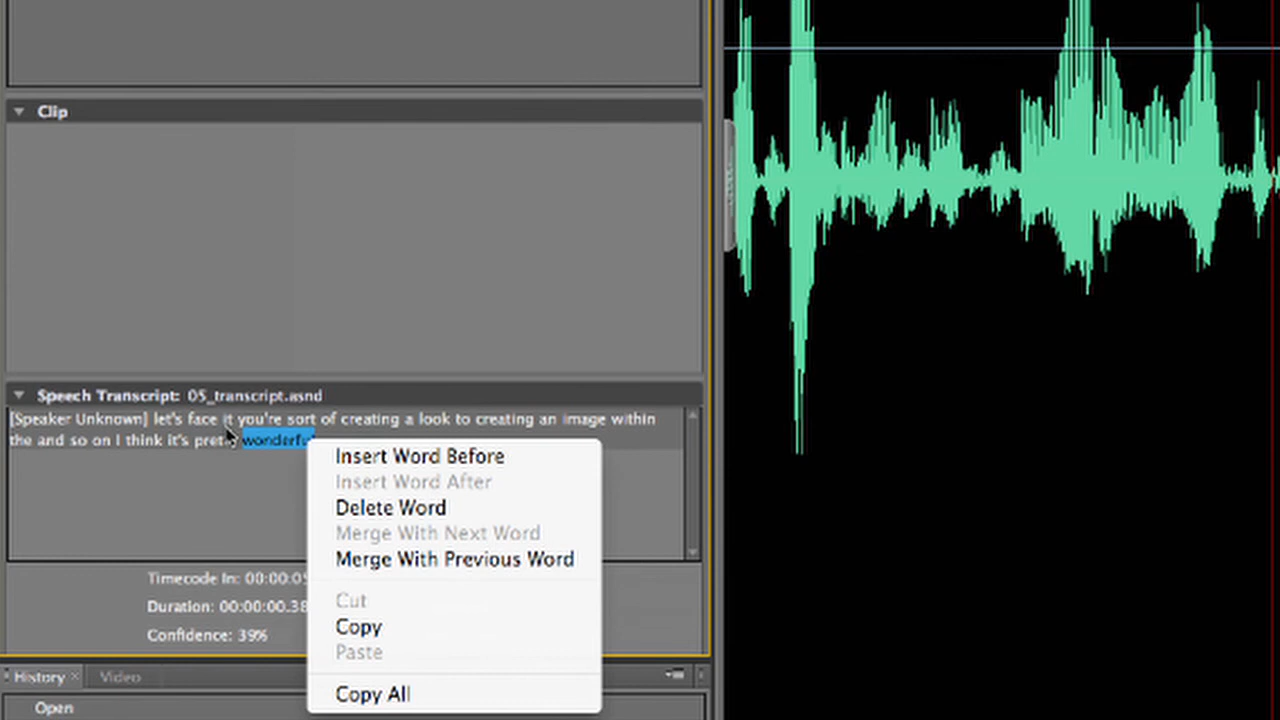 Clip
Speech Transcript: 05_transcript.asnd
[Speaker Unknown] let's face it you're sort of creating a look to creating an image within
the and so on I think it's pretty wonderful
Insert Word Before
Insert Word After
Delete Word
Merge With Next Word
Merge With Previous Word
Cut
Copy
Paste
Copy All
Timecode In: 00:00:05
Duration: 00:00:00.38
Confidence: 39%
History Video
Open